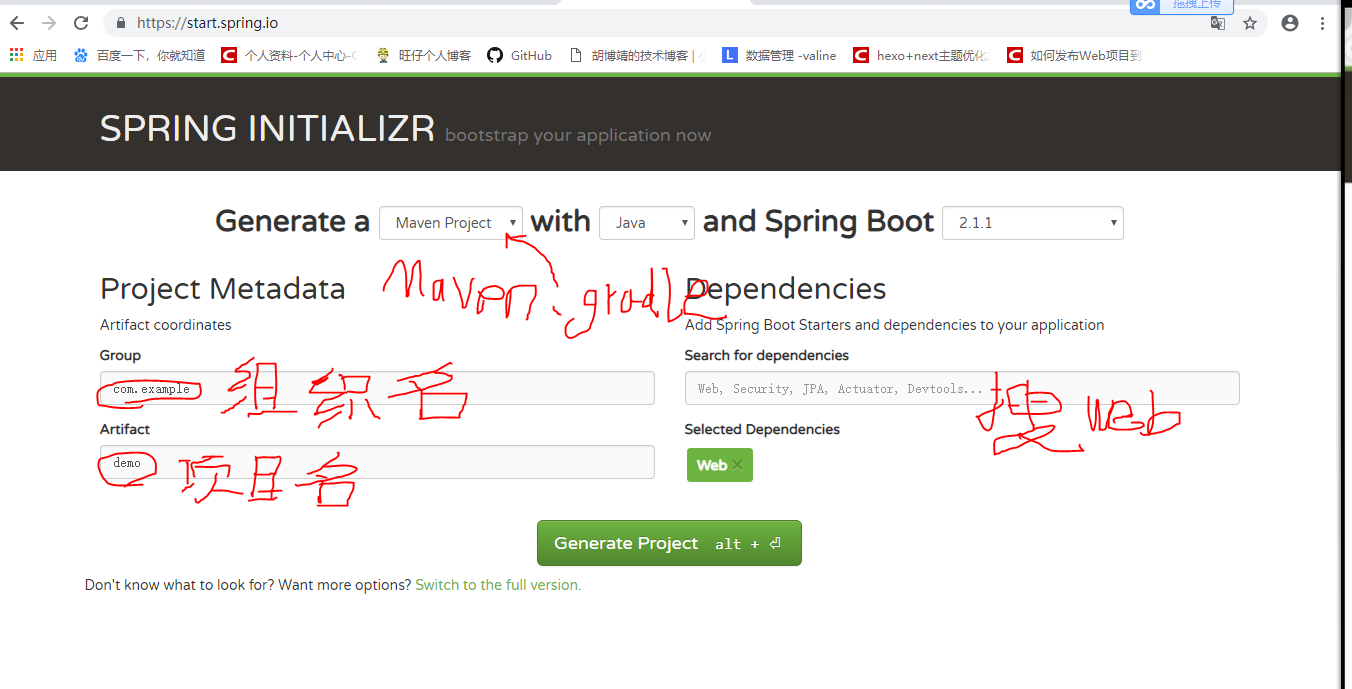 拖拽上传
https://start.spring.io
应用 百度一下，你就知道 个人资料-个人中心-C 旺仔个人博客 GitHub 胡博靖的技术博客 | 数据管理 -valine hexo+next主题优化 如何发布Web项目到
SPRING INITIALIZR bootstrap your application now
Generate a Maven Project with Java and Spring Boot 2.1.1
Maven、gradle
Project Metadata
Artifact coordinates
Group
com.example 组织名
Artifact
demo 项目名
Dependencies
Add Spring Boot Starters and dependencies to your application
Search for dependencies
Web, Security, JPA, Actuator, Devtools...
搜web
Selected Dependencies
Web ×
Generate Project alt + ⏎
Don't know what to look for? Want more options? Switch to the full version.